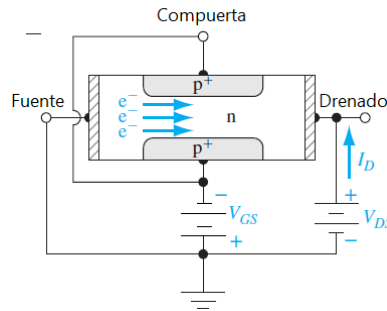 Compuerta
–
Fuente
Drenado
p+
e–
e–
e–
n
p+
I_D
–
V_GS
+
+
V_DS
–